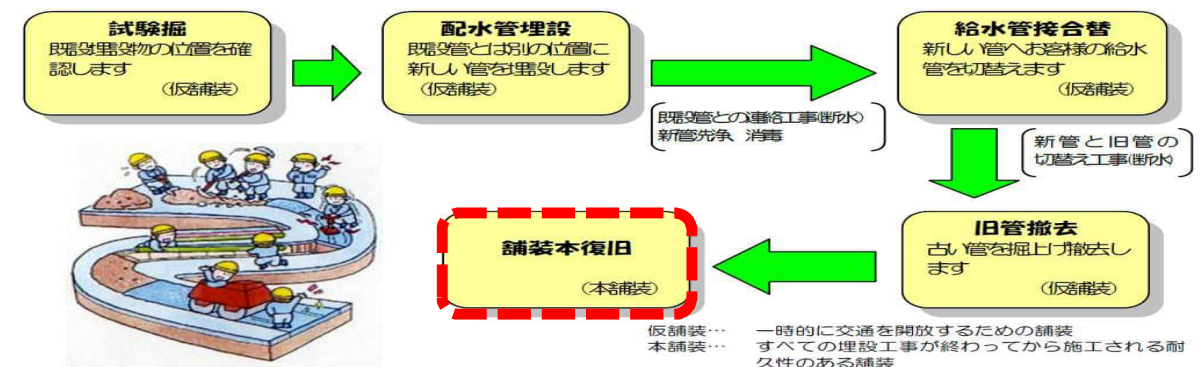 試験掘
既設埋設物の位置を確
認します
(仮舗装)
配水管埋設
既設管とは別の位置に
新しい管を埋設します
(仮舗装)
既設管との連絡工事(断水)
新管洗浄、消毒
給水管接合替
新しい管へお客様の給水
管を切替えます
(仮舗装)
新管と旧管の
切替え工事(断水)
旧管撤去
古い管を掘上げ撤去し
ます
(仮舗装)
舗装本復旧
(本舗装)
仮舗装… 一時的に交通を開放するための舗装
本舗装… すべての埋設工事が終わってから施工される耐
久性のある舗装